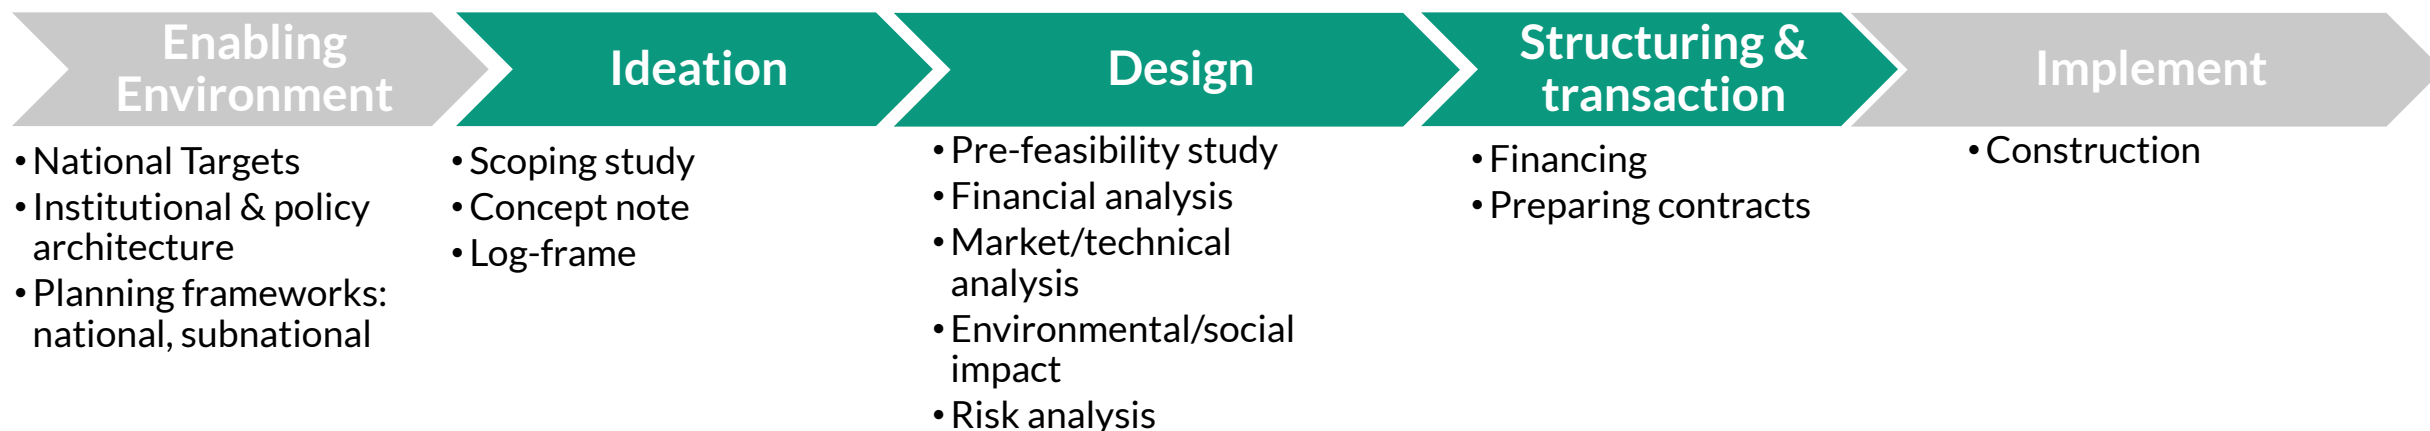 Enabling
Environment
• National Targets
• Institutional & policy
architecture
• Planning frameworks:
national, subnational
Ideation
• Scoping study
• Concept note
• Log-frame
Design
• Pre-feasibility study
• Financial analysis
• Market/technical
analysis
• Environmental/social
impact
• Risk analysis
Structuring &
transaction
• Financing
• Preparing contracts
Implement
• Construction